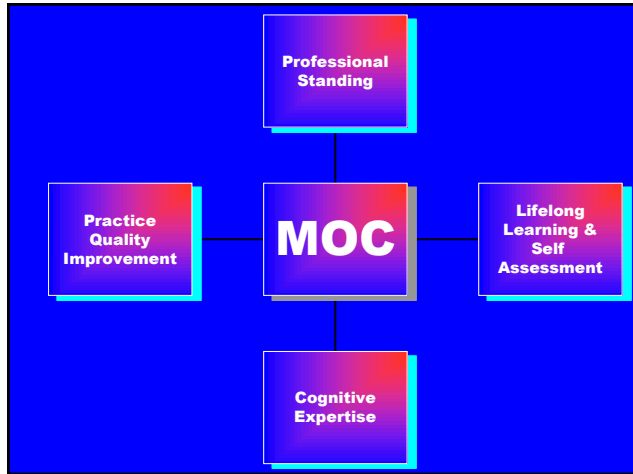 Professional
Standing
Practice
Quality
Improvement
MOC
Lifelong
Learning &
Self
Assessment
Cognitive
Expertise